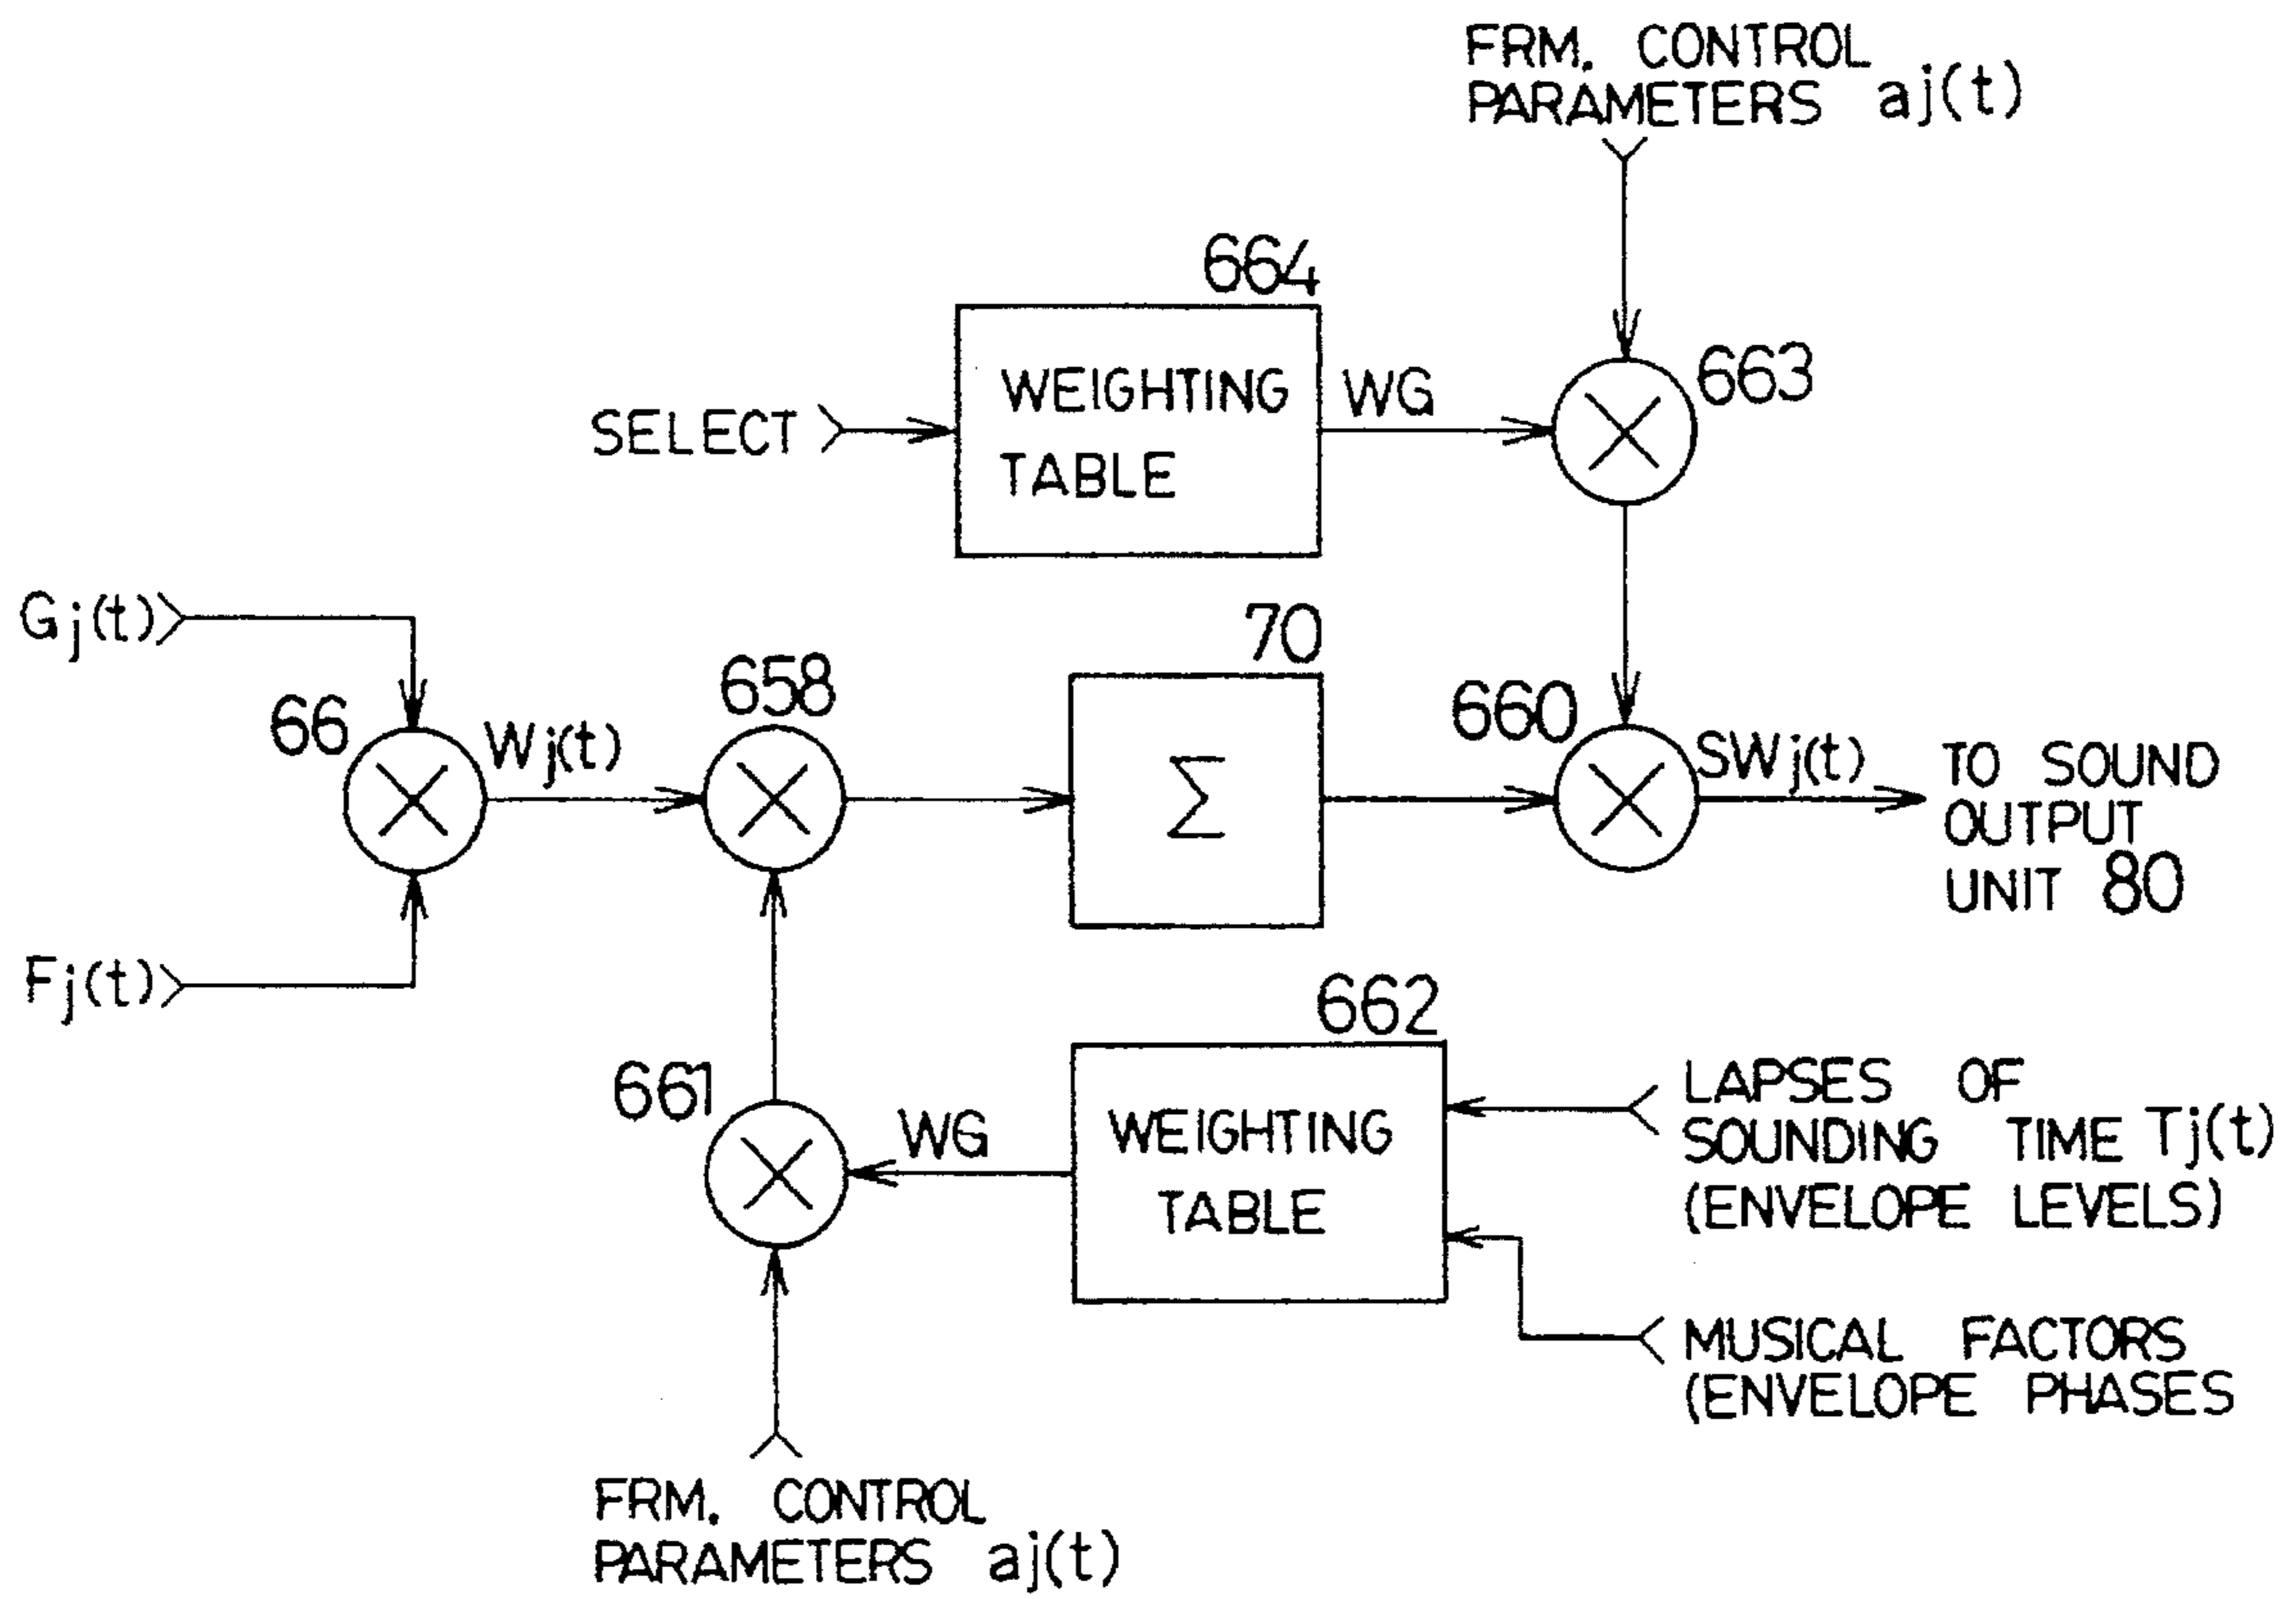 FRM. CONTROL
PARAMETERS aj(t)
664
WEIGHTING
TABLE
SELECT
WG
663
Gj(t)
70
658
660
66
Wj(t)
Σ
SWj(t)
TO SOUND
OUTPUT
UNIT 80
Fj(t)
662
661
WG
WEIGHTING
TABLE
LAPSES OF
SOUNDING TIME Tj(t)
(ENVELOPE LEVELS)
MUSICAL FACTORS
(ENVELOPE PHASES
FRM. CONTROL
PARAMETERS aj(t)